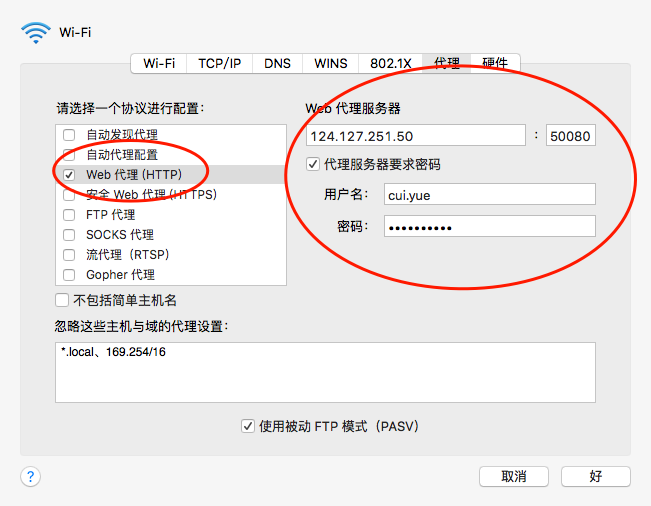 Wi-Fi
Wi-Fi TCP/IP DNS WINS 802.1X 代理 硬件
请选择一个协议进行配置：
自动发现代理
自动代理配置
Web 代理 (HTTP)
安全 Web 代理 (HTTPS)
FTP 代理
SOCKS 代理
流代理（RTSP）
Gopher 代理
不包括简单主机名
Web 代理服务器
124.127.251.50 : 50080
代理服务器要求密码
用户名： cui.yue
密码： ••••••••••
忽略这些主机与域的代理设置：
*.local、169.254/16
使用被动 FTP 模式（PASV）
? 取消 好